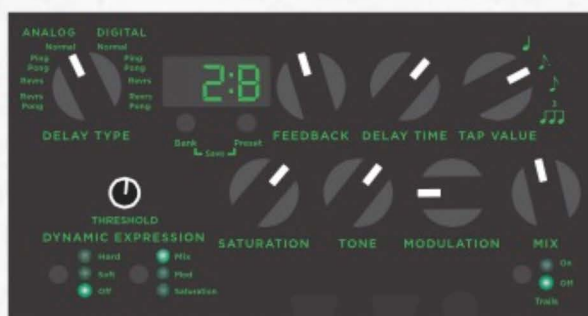 ANALOG DIGITAL
Normal Normal
Ping Pong Ping Pong
Revrs Revrs
Revrs Pong Revrs Pong
2:8
DELAY TYPE
Bank Preset
Save
FEEDBACK DELAY TIME TAP VALUE
3
THRESHOLD
DYNAMIC EXPRESSION
SATURATION TONE MODULATION MIX
Hard Mix
Soft Mod
Off Saturation
On
Off
Trails